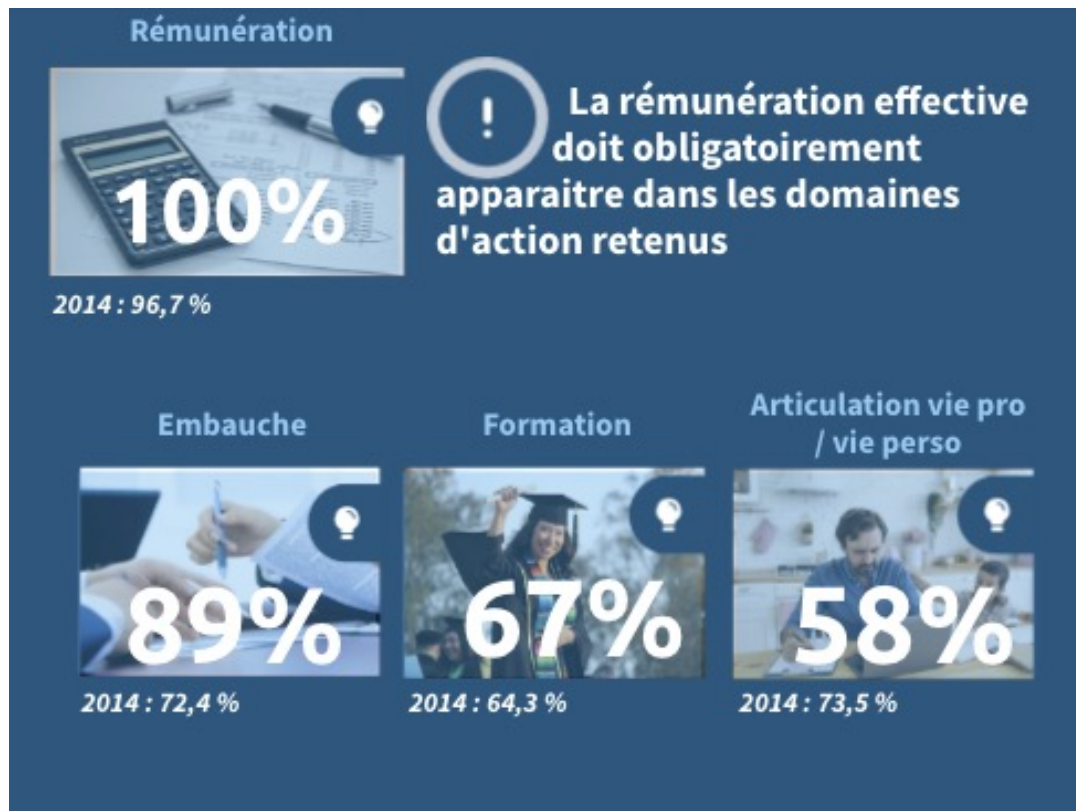 Rémunération
100%
2014 : 96,7 %
!
La rémunération effective
doit obligatoirement
apparaitre dans les domaines
d'action retenus
Embauche
89%
2014 : 72,4 %
Formation
67%
2014 : 64,3 %
Articulation vie pro
/ vie perso
58%
2014 : 73,5 %